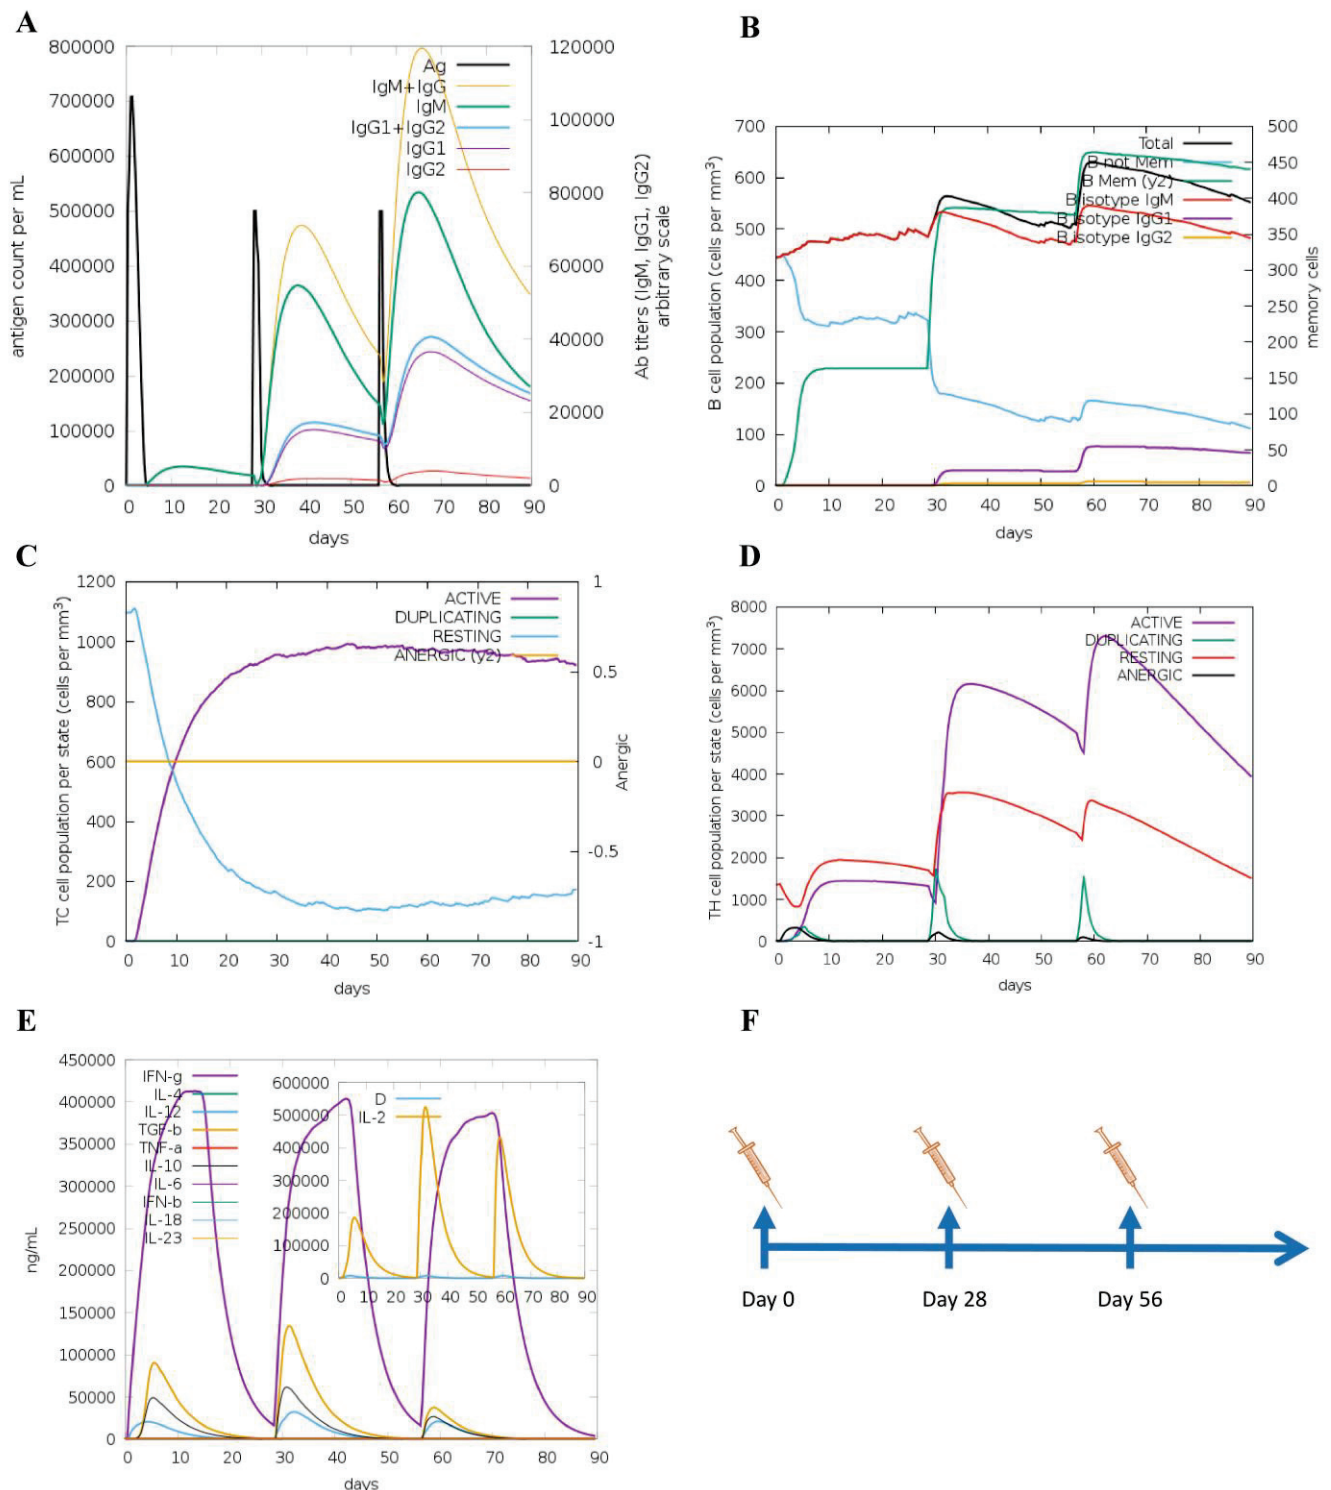 A
800000
700000
600000
500000
400000
300000
200000
100000
0
antigen count per mL
120000
100000
80000
60000
40000
20000
0
Ab titers (IgM, IgG1, IgG2)
arbitrary scale
Ag
IgM+IgG
IgM
IgG1+IgG2
IgG1
IgG2
0 10 20 30 40 50 60 70 80 90
days
B
700
600
500
400
300
200
100
0
B cell population (cells per mm³)
500
450
400
350
300
250
200
150
100
50
0
memory cells
Total
B not Mem
B Mem (y2)
B isotype IgM
B isotype IgG1
B isotype IgG2
0 10 20 30 40 50 60 70 80 90
days
C
1200
1000
800
600
400
200
0
TC cell population per state (cells per mm³)
1
0.5
0
-0.5
-1
Anergic
ACTIVE
DUPLICATING
RESTING
ANERGIC (y2)
0 10 20 30 40 50 60 70 80 90
days
D
8000
7000
6000
5000
4000
3000
2000
1000
0
TH cell population per state (cells per mm³)
ACTIVE
DUPLICATING
RESTING
ANERGIC
0 10 20 30 40 50 60 70 80 90
days
E
450000
400000
350000
300000
250000
200000
150000
100000
50000
0
ng/mL
IFN-g
IL-4
IL-12
TGF-b
TNF-a
IL-10
IL-6
IFN-b
IL-18
IL-23
600000
500000
400000
300000
200000
100000
0
D
IL-2
0 10 20 30 40 50 60 70 80 90
0 10 20 30 40 50 60 70 80 90
days
F
Day 0
Day 28
Day 56